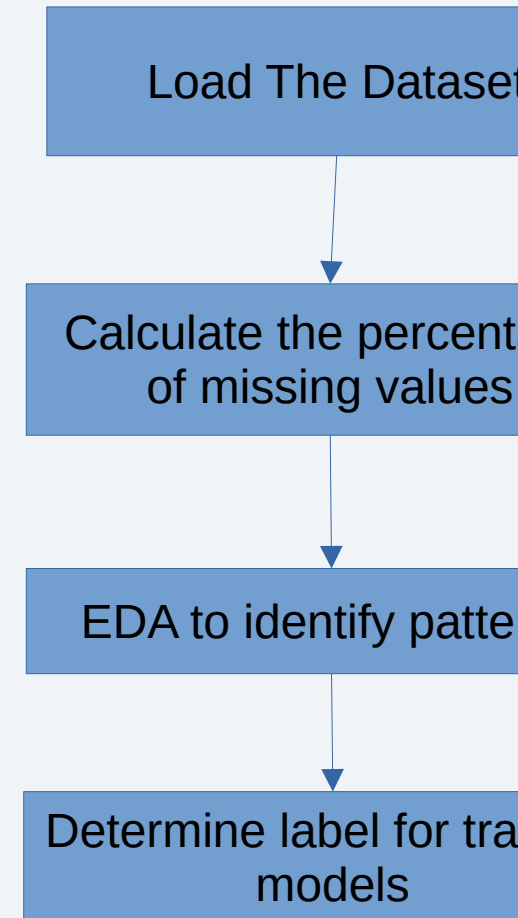 Load The Dataset
Calculate the percent
of missing values
EDA to identify patte
Determine label for tra
models